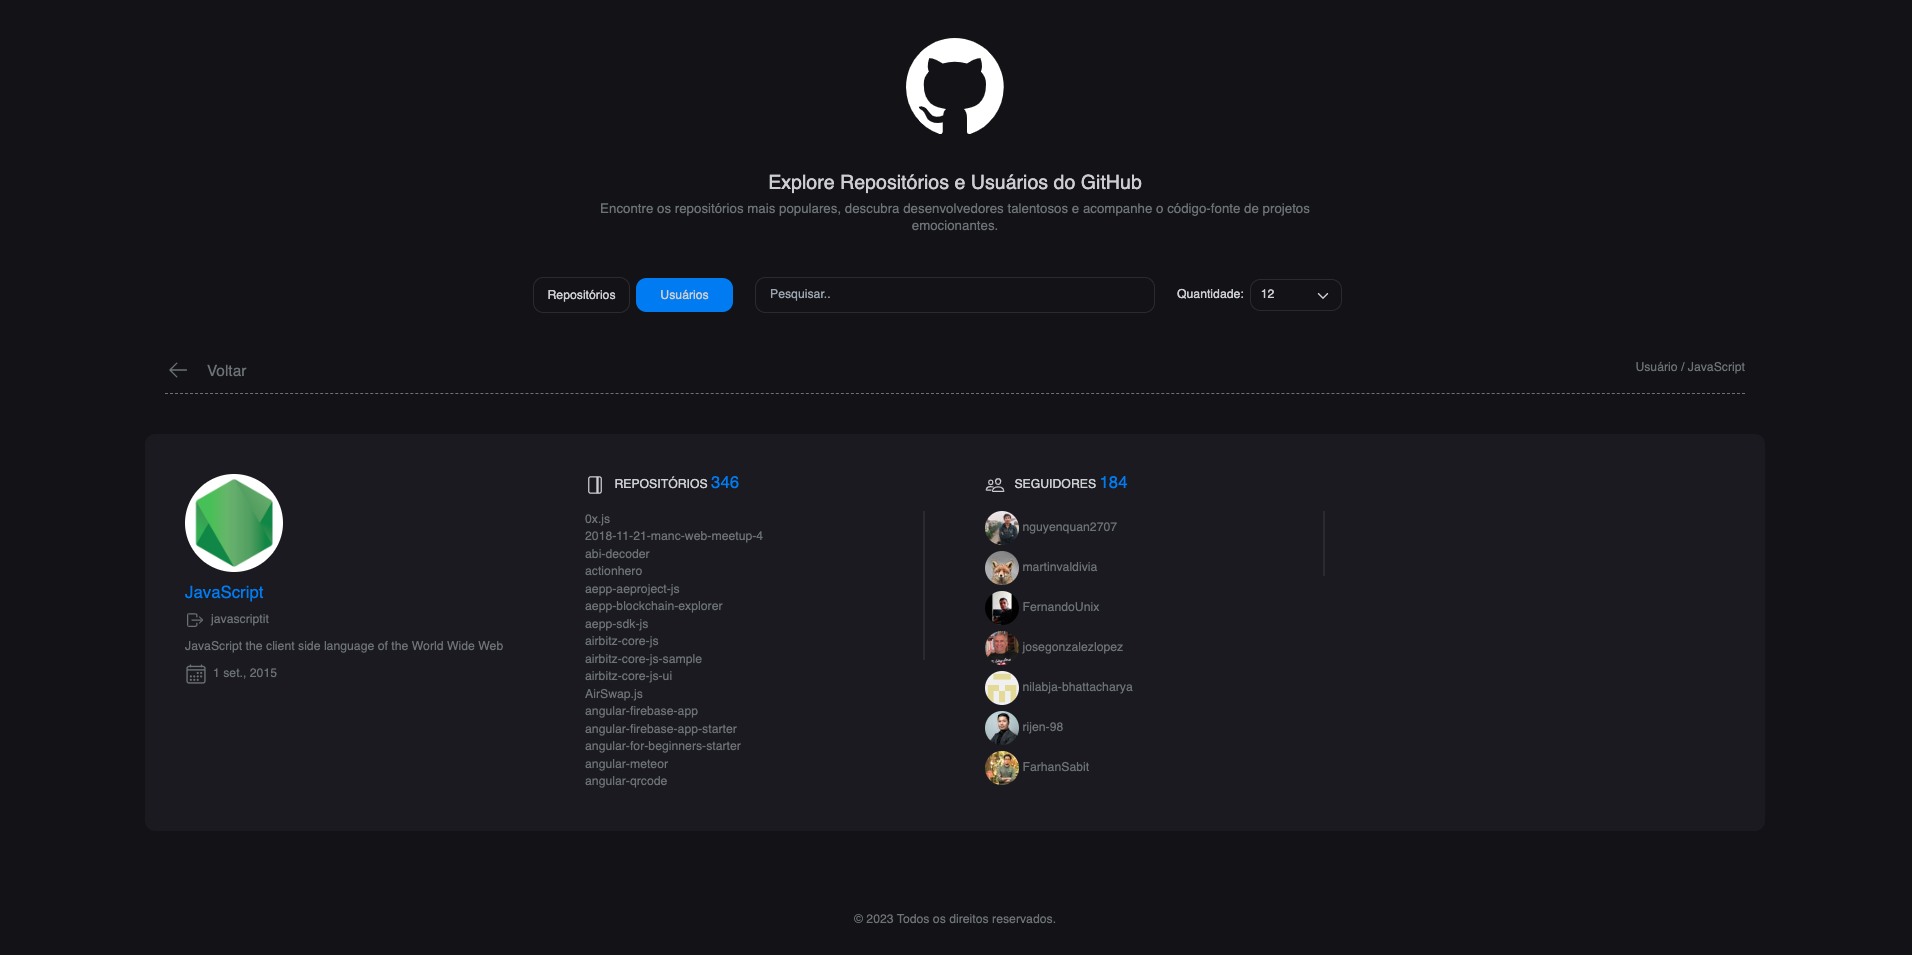 Explore Repositórios e Usuários do GitHub
Encontre os repositórios mais populares, descubra desenvolvedores talentosos e acompanhe o código-fonte de projetos
emocionantes.
Repositórios
Usuários
Pesquisar..
Quantidade:
12
Voltar
Usuário / JavaScript
JavaScript
javascriptit
JavaScript the client side language of the World Wide Web
1 set., 2015
REPOSITÓRIOS 346
0x.js
2018-11-21-manc-web-meetup-4
abi-decoder
actionhero
aepp-aeproject-js
aepp-blockchain-explorer
aepp-sdk-js
airbitz-core-js
airbitz-core-js-sample
airbitz-core-js-ui
AirSwap.js
angular-firebase-app
angular-firebase-app-starter
angular-for-beginners-starter
angular-meteor
angular-qrcode
SEGUIDORES 184
nguyenquan2707
martinvaldivia
FernandoUnix
josegonzalezlopez
nilabja-bhattacharya
rijen-98
FarhanSabit
© 2023 Todos os direitos reservados.